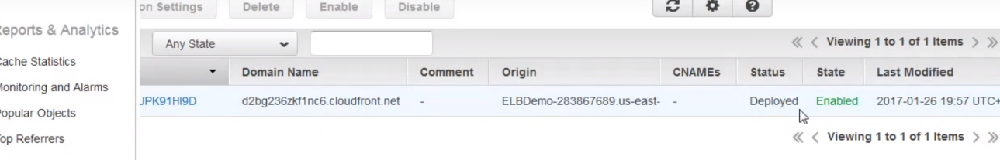 on Settings Delete Enable Disable
Reports & Analytics
Any State Viewing 1 to 1 of 1 Items
Cache Statistics
Domain Name Comment Origin CNAMEs Status State Last Modified
Monitoring and Arlarms
JPK91HI9D d2bg236zkf1nc6.cloudfront.net - ELBDemo-283867689.us-east- - Deployed Enabled 2017-01-26 19:57 UTC+
Popular Objects
Top Referrers Viewing 1 to 1 of 1 Items